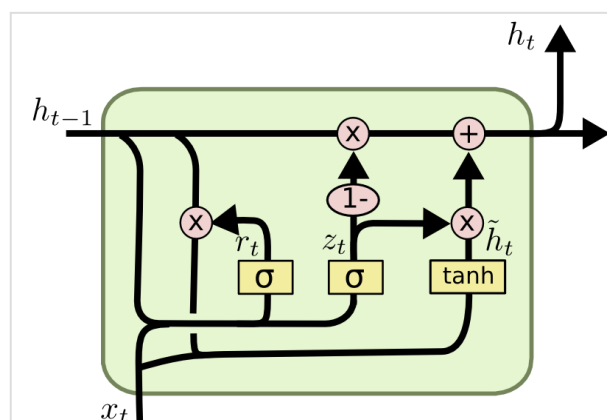 h_t
h_{t-1}
x +
1-
x r_t z_t x h̃_t
σ σ tanh
x_t